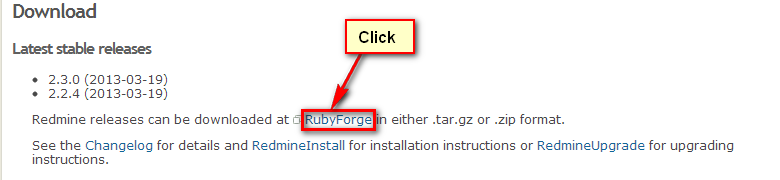 Download
Click
Latest stable releases
• 2.3.0 (2013-03-19)
• 2.2.4 (2013-03-19)
Redmine releases can be downloaded at RubyForge in either .tar.gz or .zip format.
See the Changelog for details and RedmineInstall for installation instructions or RedmineUpgrade for upgrading
instructions.